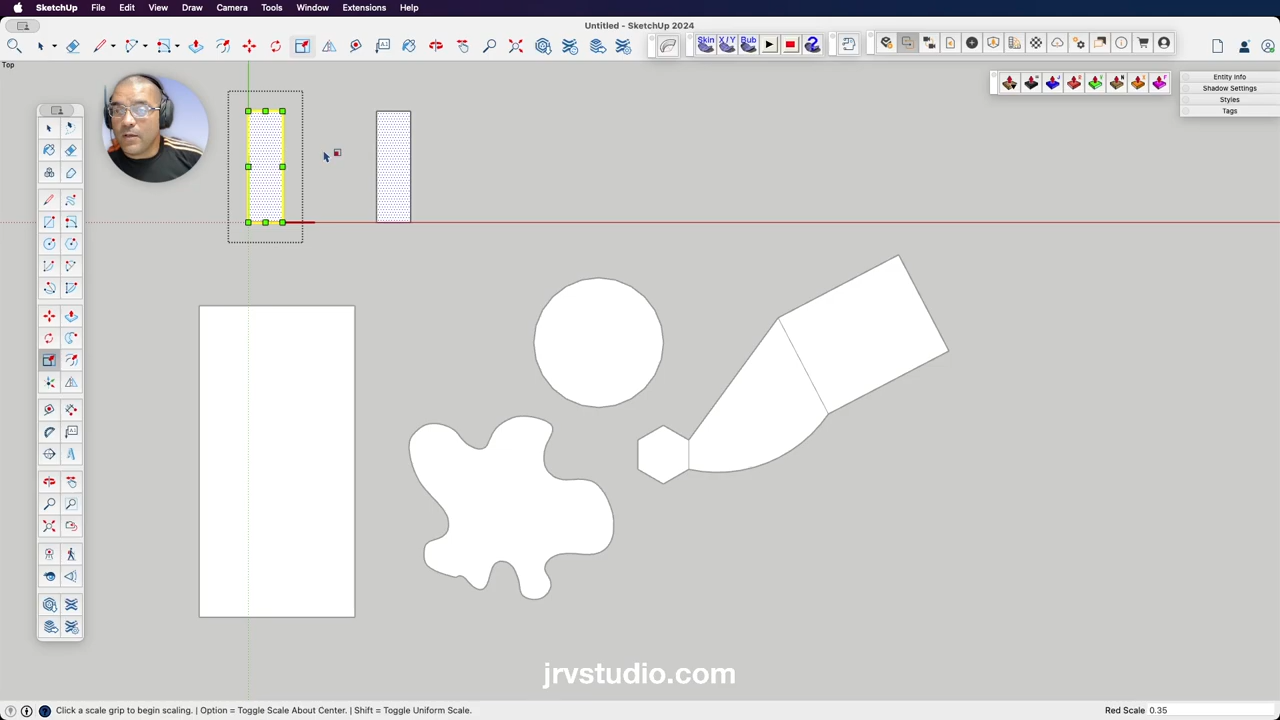 SketchUp File Edit View Draw Camera Tools Window Extensions Help
Untitled - SketchUp 2024
Skin X/Y Bub
Top
Entity Info
Shadow Settings
Styles
Tags
jrvstudio.com
Click a scale grip to begin scaling. | Option = Toggle Scale About Center. | Shift = Toggle Uniform Scale.
Red Scale 0.35